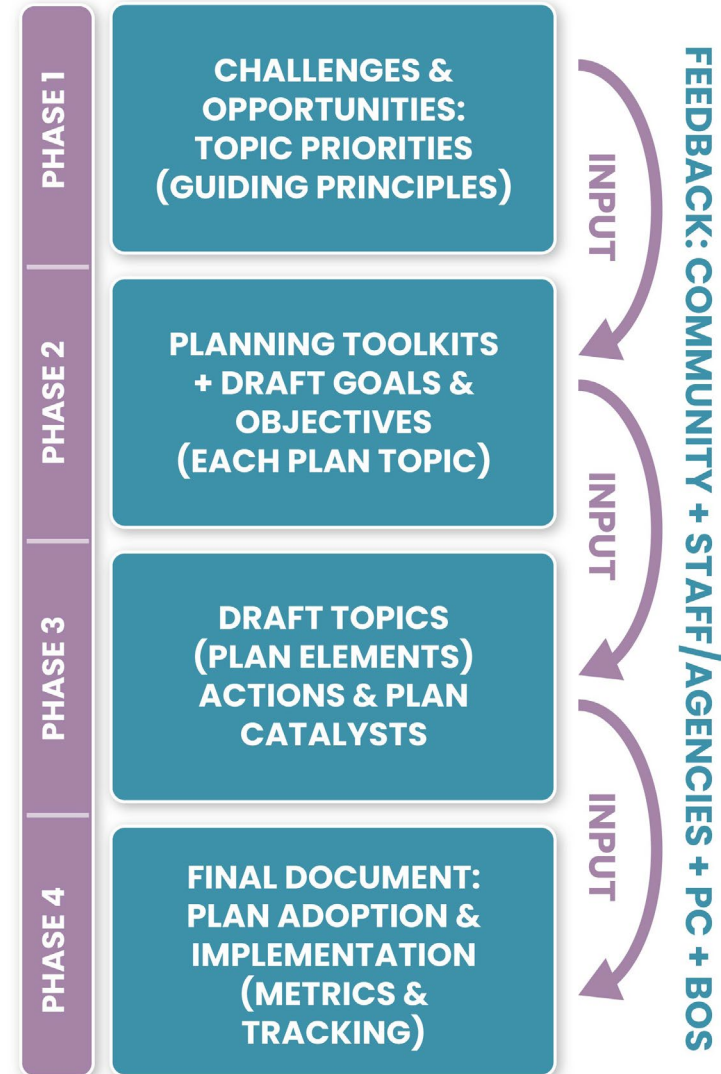 PHASE 1
CHALLENGES &
OPPORTUNITIES:
TOPIC PRIORITIES
(GUIDING PRINCIPLES)
INPUT
PHASE 2
PLANNING TOOLKITS
+ DRAFT GOALS &
OBJECTIVES
(EACH PLAN TOPIC)
INPUT
PHASE 3
DRAFT TOPICS
(PLAN ELEMENTS)
ACTIONS & PLAN
CATALYSTS
INPUT
PHASE 4
FINAL DOCUMENT:
PLAN ADOPTION &
IMPLEMENTATION
(METRICS &
TRACKING)
FEEDBACK: COMMUNITY + STAFF/AGENCIES + PC + BOS